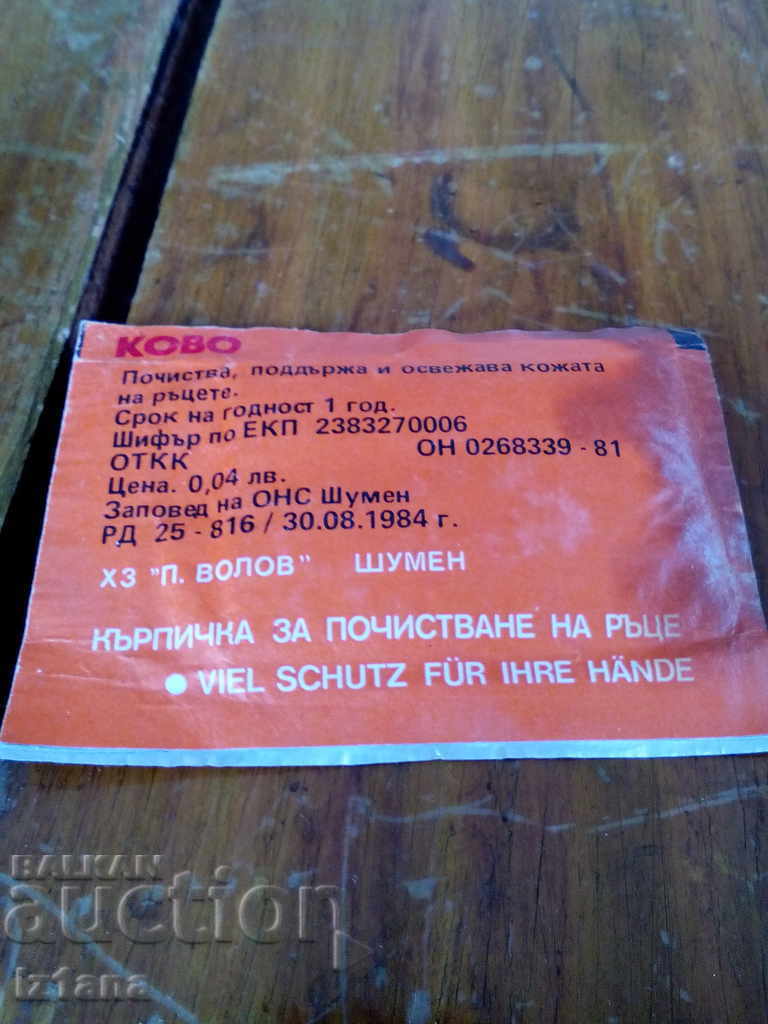 КОВО
Почиства, поддържа и освежава кожата
на ръцете.
Срок на годност 1 год.
Шифър по ЕКП 2383270006
ОТКК ОН 0268339 - 81
Цена. 0,04 лв.
Заповед на ОНС Шумен
РД 25 - 816 / 30.08.1984 г.
ХЗ "П. ВОЛОВ" ШУМЕН
КЪРПИЧКА ЗА ПОЧИСТВАНЕ НА РЪЦЕ
• VIEL SCHUTZ FÜR IHRE HÄNDE
BALKAN
auction
iz1ana